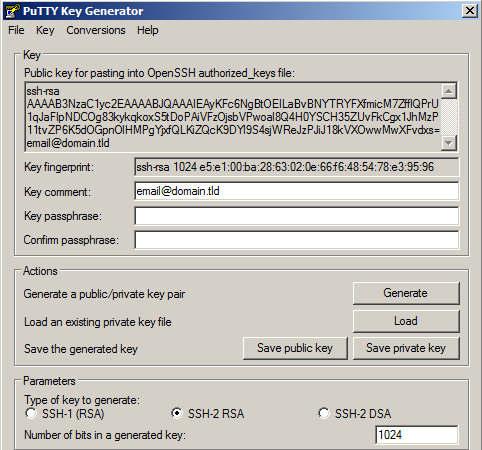 PuTTY Key Generator
File Key Conversions Help
Key
Public key for pasting into OpenSSH authorized_keys file:
ssh-rsa
email@domain.tld
Key fingerprint: ssh-rsa 1024 e5:e1:00:ba:28:63:02:0e:66:f6:48:54:78:e3:95:96
Key comment: email@domain.tld
Key passphrase:
Confirm passphrase:
Actions
Generate a public/private key pair Generate
Load an existing private key file Load
Save the generated key Save public key Save private key
Parameters
Type of key to generate:
SSH-1 (RSA) SSH-2 RSA SSH-2 DSA
Number of bits in a generated key: 1024